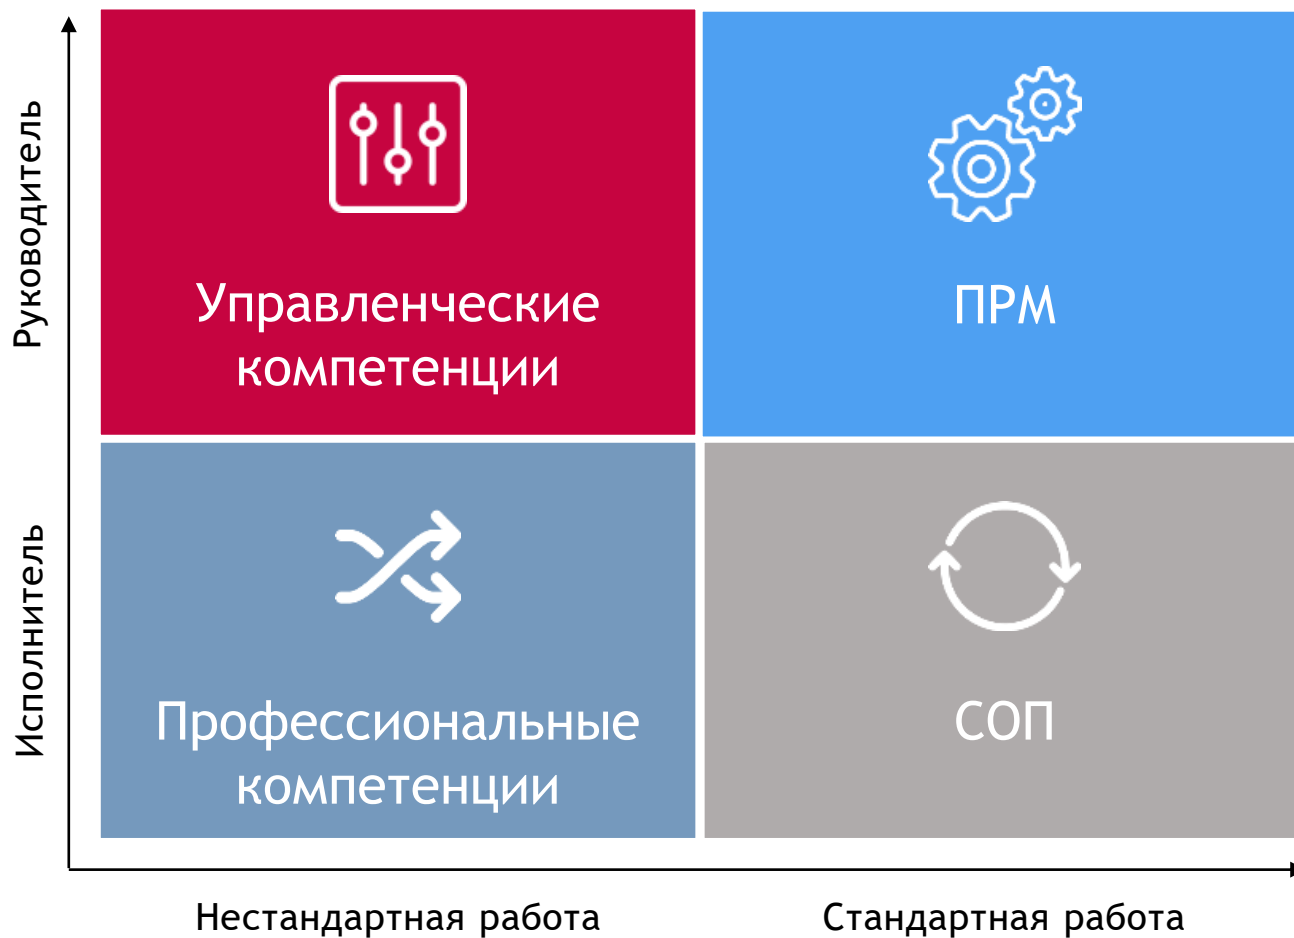 Руководитель
Управленческие
компетенции
ПРМ
Исполнитель
Профессиональные
компетенции
СОП
Нестандартная работа
Стандартная работа